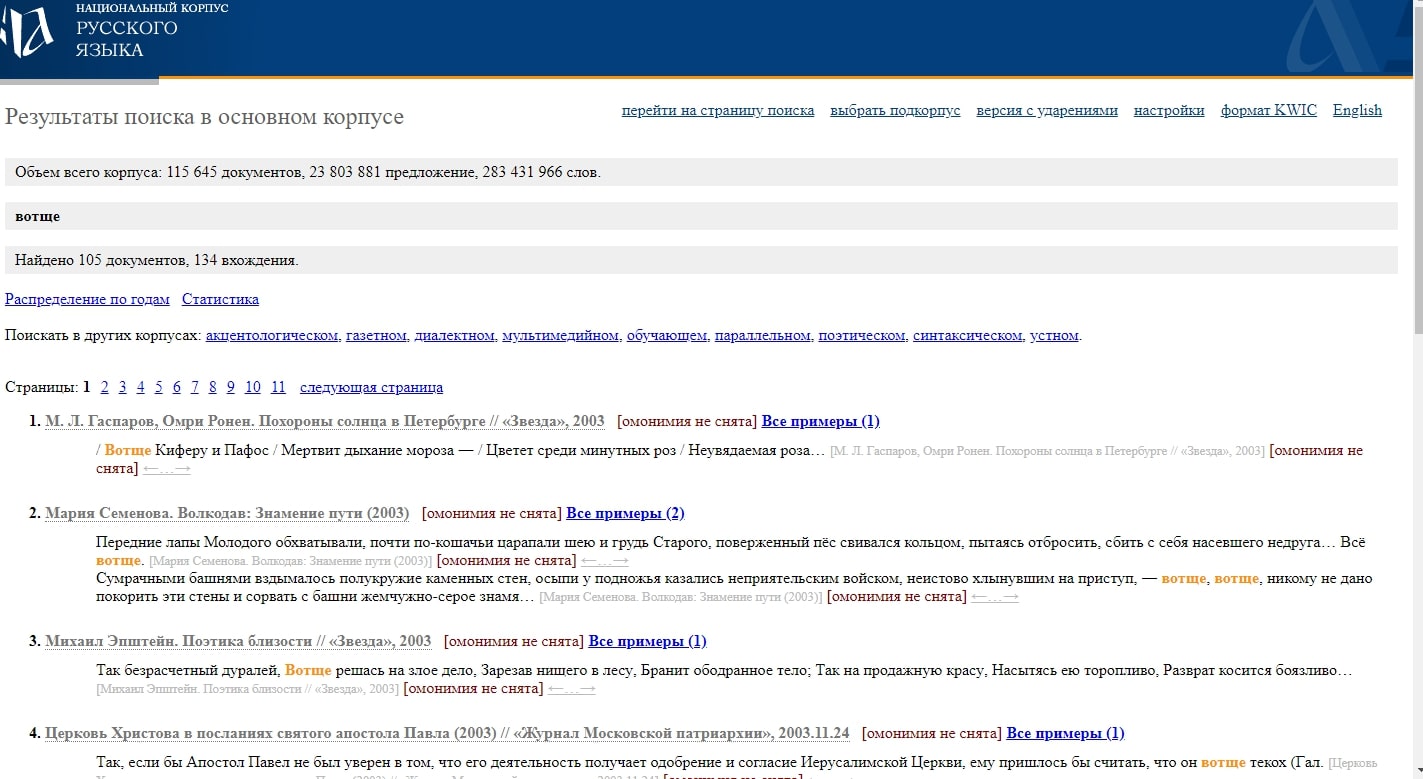 НАЦИОНАЛЬНЫЙ КОРПУС
РУССКОГО
ЯЗЫКА
Результаты поиска в основном корпусе
перейти на страницу поиска выбрать подкорпус версия с ударениями настройки формат KWIC English
Объем всего корпуса: 115 645 документов, 23 803 881 предложение, 283 431 966 слов.
вотще
Найдено 105 документов, 134 вхождения.
Распределение по годам Статистика
Поискать в других корпусах: акцентологическом, газетном, диалектном, мультимедийном, обучающем, параллельном, поэтическом, синтаксическом, устном.
Страницы: 1 2 3 4 5 6 7 8 9 10 11 следующая страница
1. М. Л. Гаспаров, Омри Ронен. Похороны солнца в Петербурге // «Звезда», 2003 [омонимия не снята] Все примеры (1)
/ Вотще Киферу и Пафос / Мертвит дыхание мороза — / Цветет среди минутных роз / Неувядаемая роза… [М. Л. Гаспаров, Омри Ронен. Похороны солнца в Петербурге // «Звезда», 2003] [омонимия не
снята] ←…→
2. Мария Семенова. Волкодав: Знамение пути (2003) [омонимия не снята] Все примеры (2)
Передние лапы Молодого обхватывали, почти по-кошачьи царапали шею и грудь Старого, поверженный пёс свивался кольцом, пытаясь отбросить, сбить с себя насевшего недруга… Всё
вотще. [Мария Семенова. Волкодав: Знамение пути (2003)] [омонимия не снята] ←…→
Сумрачными башнями вздымалось полукружие каменных стен, осыпи у подножья казались неприятельским войском, неистово хлынувшим на приступ, — вотще, вотще, никому не дано
покорить эти стены и сорвать с башни жемчужно-серое знамя… [Мария Семенова. Волкодав: Знамение пути (2003)] [омонимия не снята] ←…→
3. Михаил Эпштейн. Поэтика близости // «Звезда», 2003 [омонимия не снята] Все примеры (1)
Так безрасчетный дуралей, Вотще решась на злое дело, Зарезав нищего в лесу, Бранит ободранное тело; Так на продажную красу, Насытясь ею торопливо, Разврат косится боязливо…
[Михаил Эпштейн. Поэтика близости // «Звезда», 2003] [омонимия не снята] ←…→
4. Церковь Христова в посланиях святого апостола Павла (2003) // «Журнал Московской патриархии», 2003.11.24 [омонимия не снята] Все примеры (1)
Так, если бы Апостол Павел не был уверен в том, что его деятельность получает одобрение и согласие Иерусалимской Церкви, ему пришлось бы считать, что он вотще текох (Гал. [Церковь